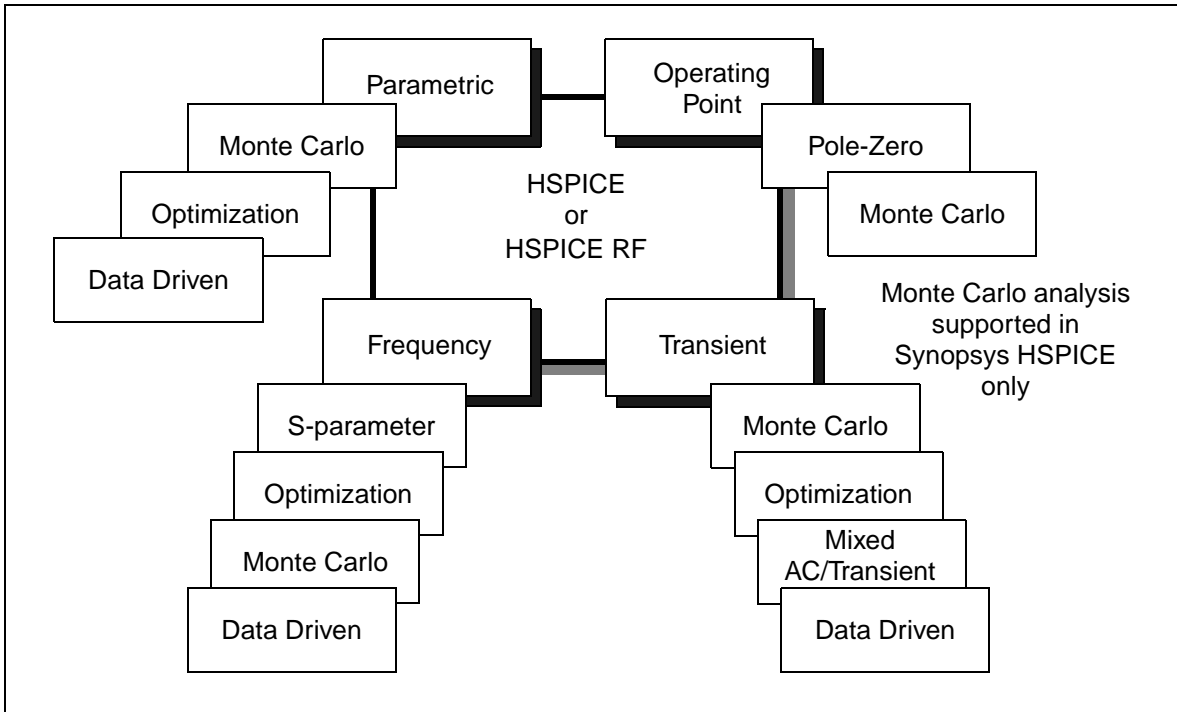 Parametric
Operating
Point
Monte Carlo
Pole-Zero
Optimization
Monte Carlo
Data Driven
HSPICE
or
HSPICE RF
Monte Carlo analysis
supported in
Synopsys HSPICE
only
Frequency
Transient
S-parameter
Optimization
Monte Carlo
Data Driven
Monte Carlo
Optimization
Mixed
AC/Transient
Data Driven